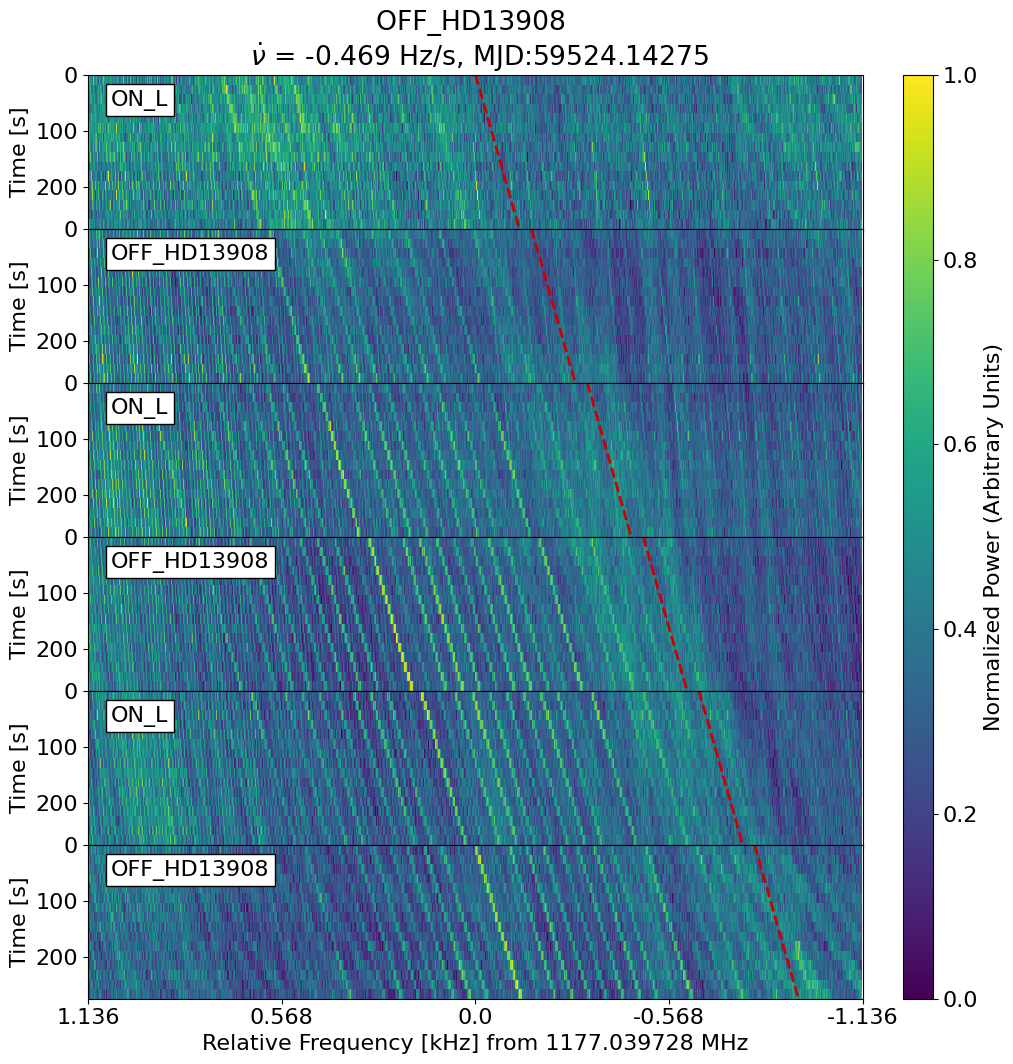 OFF_HD13908
ν̇ = -0.469 Hz/s, MJD:59524.14275
ON_L
OFF_HD13908
ON_L
OFF_HD13908
ON_L
OFF_HD13908
Time [s]
0
100
200
Time [s]
0
100
200
Time [s]
0
100
200
Time [s]
0
100
200
Time [s]
0
100
200
Time [s]
0
100
200
1.136
0.568
0.0
-0.568
-1.136
Relative Frequency [kHz] from 1177.039728 MHz
1.0
0.8
0.6
0.4
0.2
0.0
Normalized Power (Arbitrary Units)